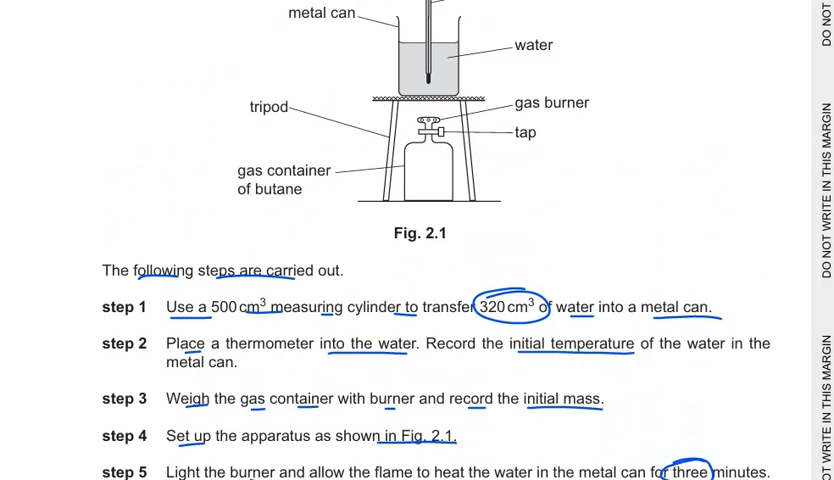 metal can
water
gas burner
tripod
tap
gas container
of butane
Fig. 2.1
The following steps are carried out.
step 1 Use a 500 cm³ measuring cylinder to transfer 320 cm³ of water into a metal can.
step 2 Place a thermometer into the water. Record the initial temperature of the water in the
metal can.
step 3 Weigh the gas container with burner and record the initial mass.
step 4 Set up the apparatus as shown in Fig. 2.1.
step 5 Light the burner and allow the flame to heat the water in the metal can for three minutes.
DO NOT
DO NOT WRITE IN THIS MARGIN
OT WRITE IN THIS MARGIN